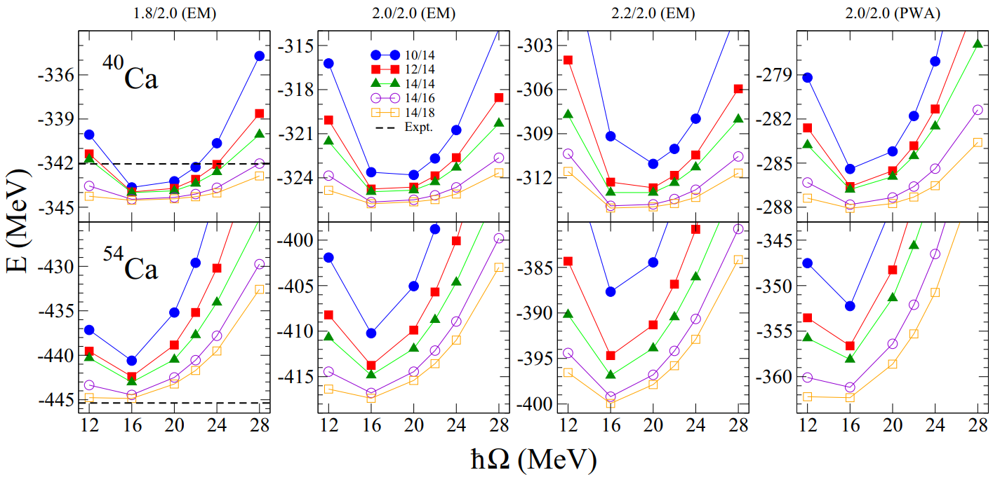 1.8/2.0 (EM)
2.0/2.0 (EM)
2.2/2.0 (EM)
2.0/2.0 (PWA)
E (MeV)
40Ca
-336
-339
-342
-345
-315
-318
-321
-324
10/14
12/14
14/14
14/16
14/18
Expt.
-303
-306
-309
-312
-279
-282
-285
-288
54Ca
-430
-435
-440
-445
-400
-405
-410
-415
-385
-390
-395
-400
-345
-350
-355
-360
12 16 20 24 28
12 16 20 24 28
12 16 20 24 28
12 16 20 24 28
ħΩ (MeV)